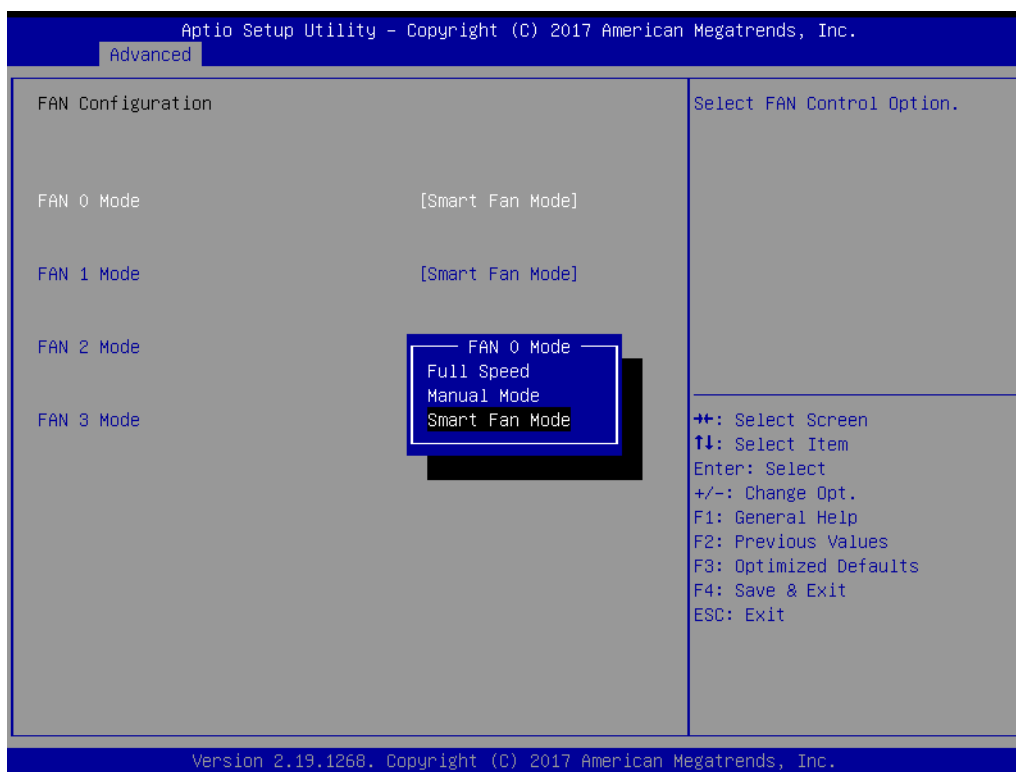 Aptio Setup Utility – Copyright (C) 2017 American Megatrends, Inc.
Advanced
FAN Configuration
Select FAN Control Option.
FAN 0 Mode [Smart Fan Mode]
FAN 1 Mode [Smart Fan Mode]
FAN 2 Mode
FAN 0 Mode
Full Speed
Manual Mode
Smart Fan Mode
FAN 3 Mode
→←: Select Screen
↑↓: Select Item
Enter: Select
+/-: Change Opt.
F1: General Help
F2: Previous Values
F3: Optimized Defaults
F4: Save & Exit
ESC: Exit
Version 2.19.1268. Copyright (C) 2017 American Megatrends, Inc.